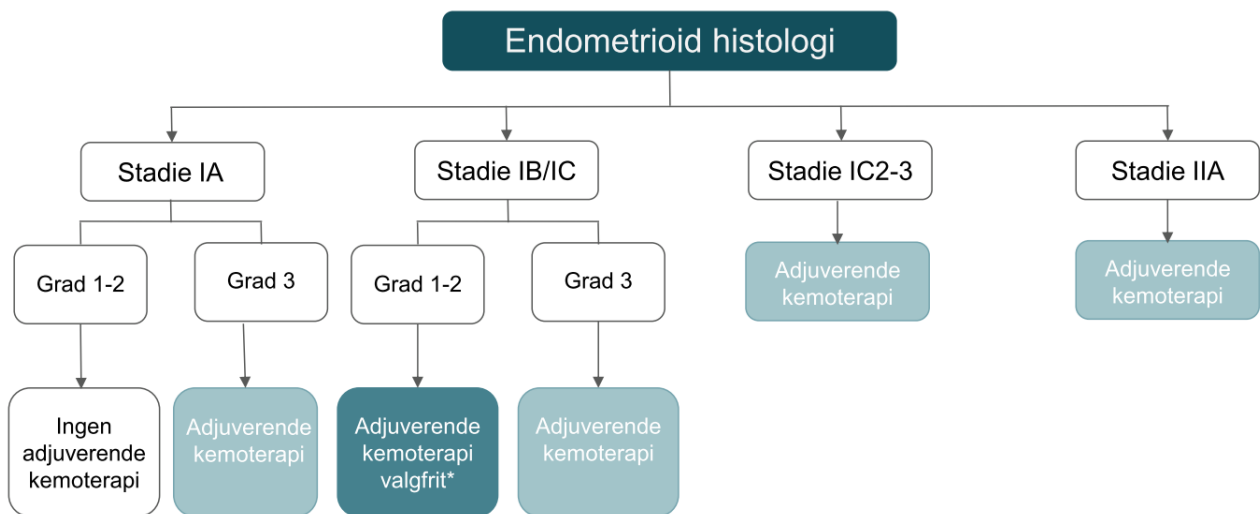 Endometrioid histologi
Stadie IA
Stadie IB/IC
Stadie IC2-3
Stadie IIA
Grad 1-2
Grad 3
Grad 1-2
Grad 3
Adjuverende
kemoterapi
Adjuverende
kemoterapi
Ingen
adjuverende
kemoterapi
Adjuverende
kemoterapi
Adjuverende
kemoterapi
valgfrit*
Adjuverende
kemoterapi